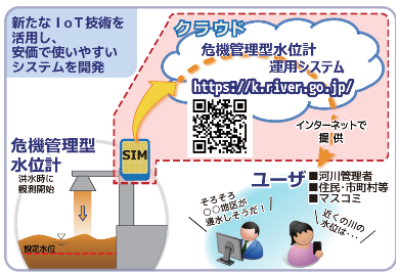 新たなIoT技術を
活用し、
安価で使いやすい
システムを開発
クラウド
危機管理型水位計
運用システム
https://k.river.go.jp/
インターネットで
提供
危機管理型
水位計
洪水時に
観測開始
SIM
設定水位
ユーザ
■河川管理者
■住民・市町村等
■マスコミ
そろそろ
〇〇地区が
浸水しそうだ!
近くの川の
水位は・・・